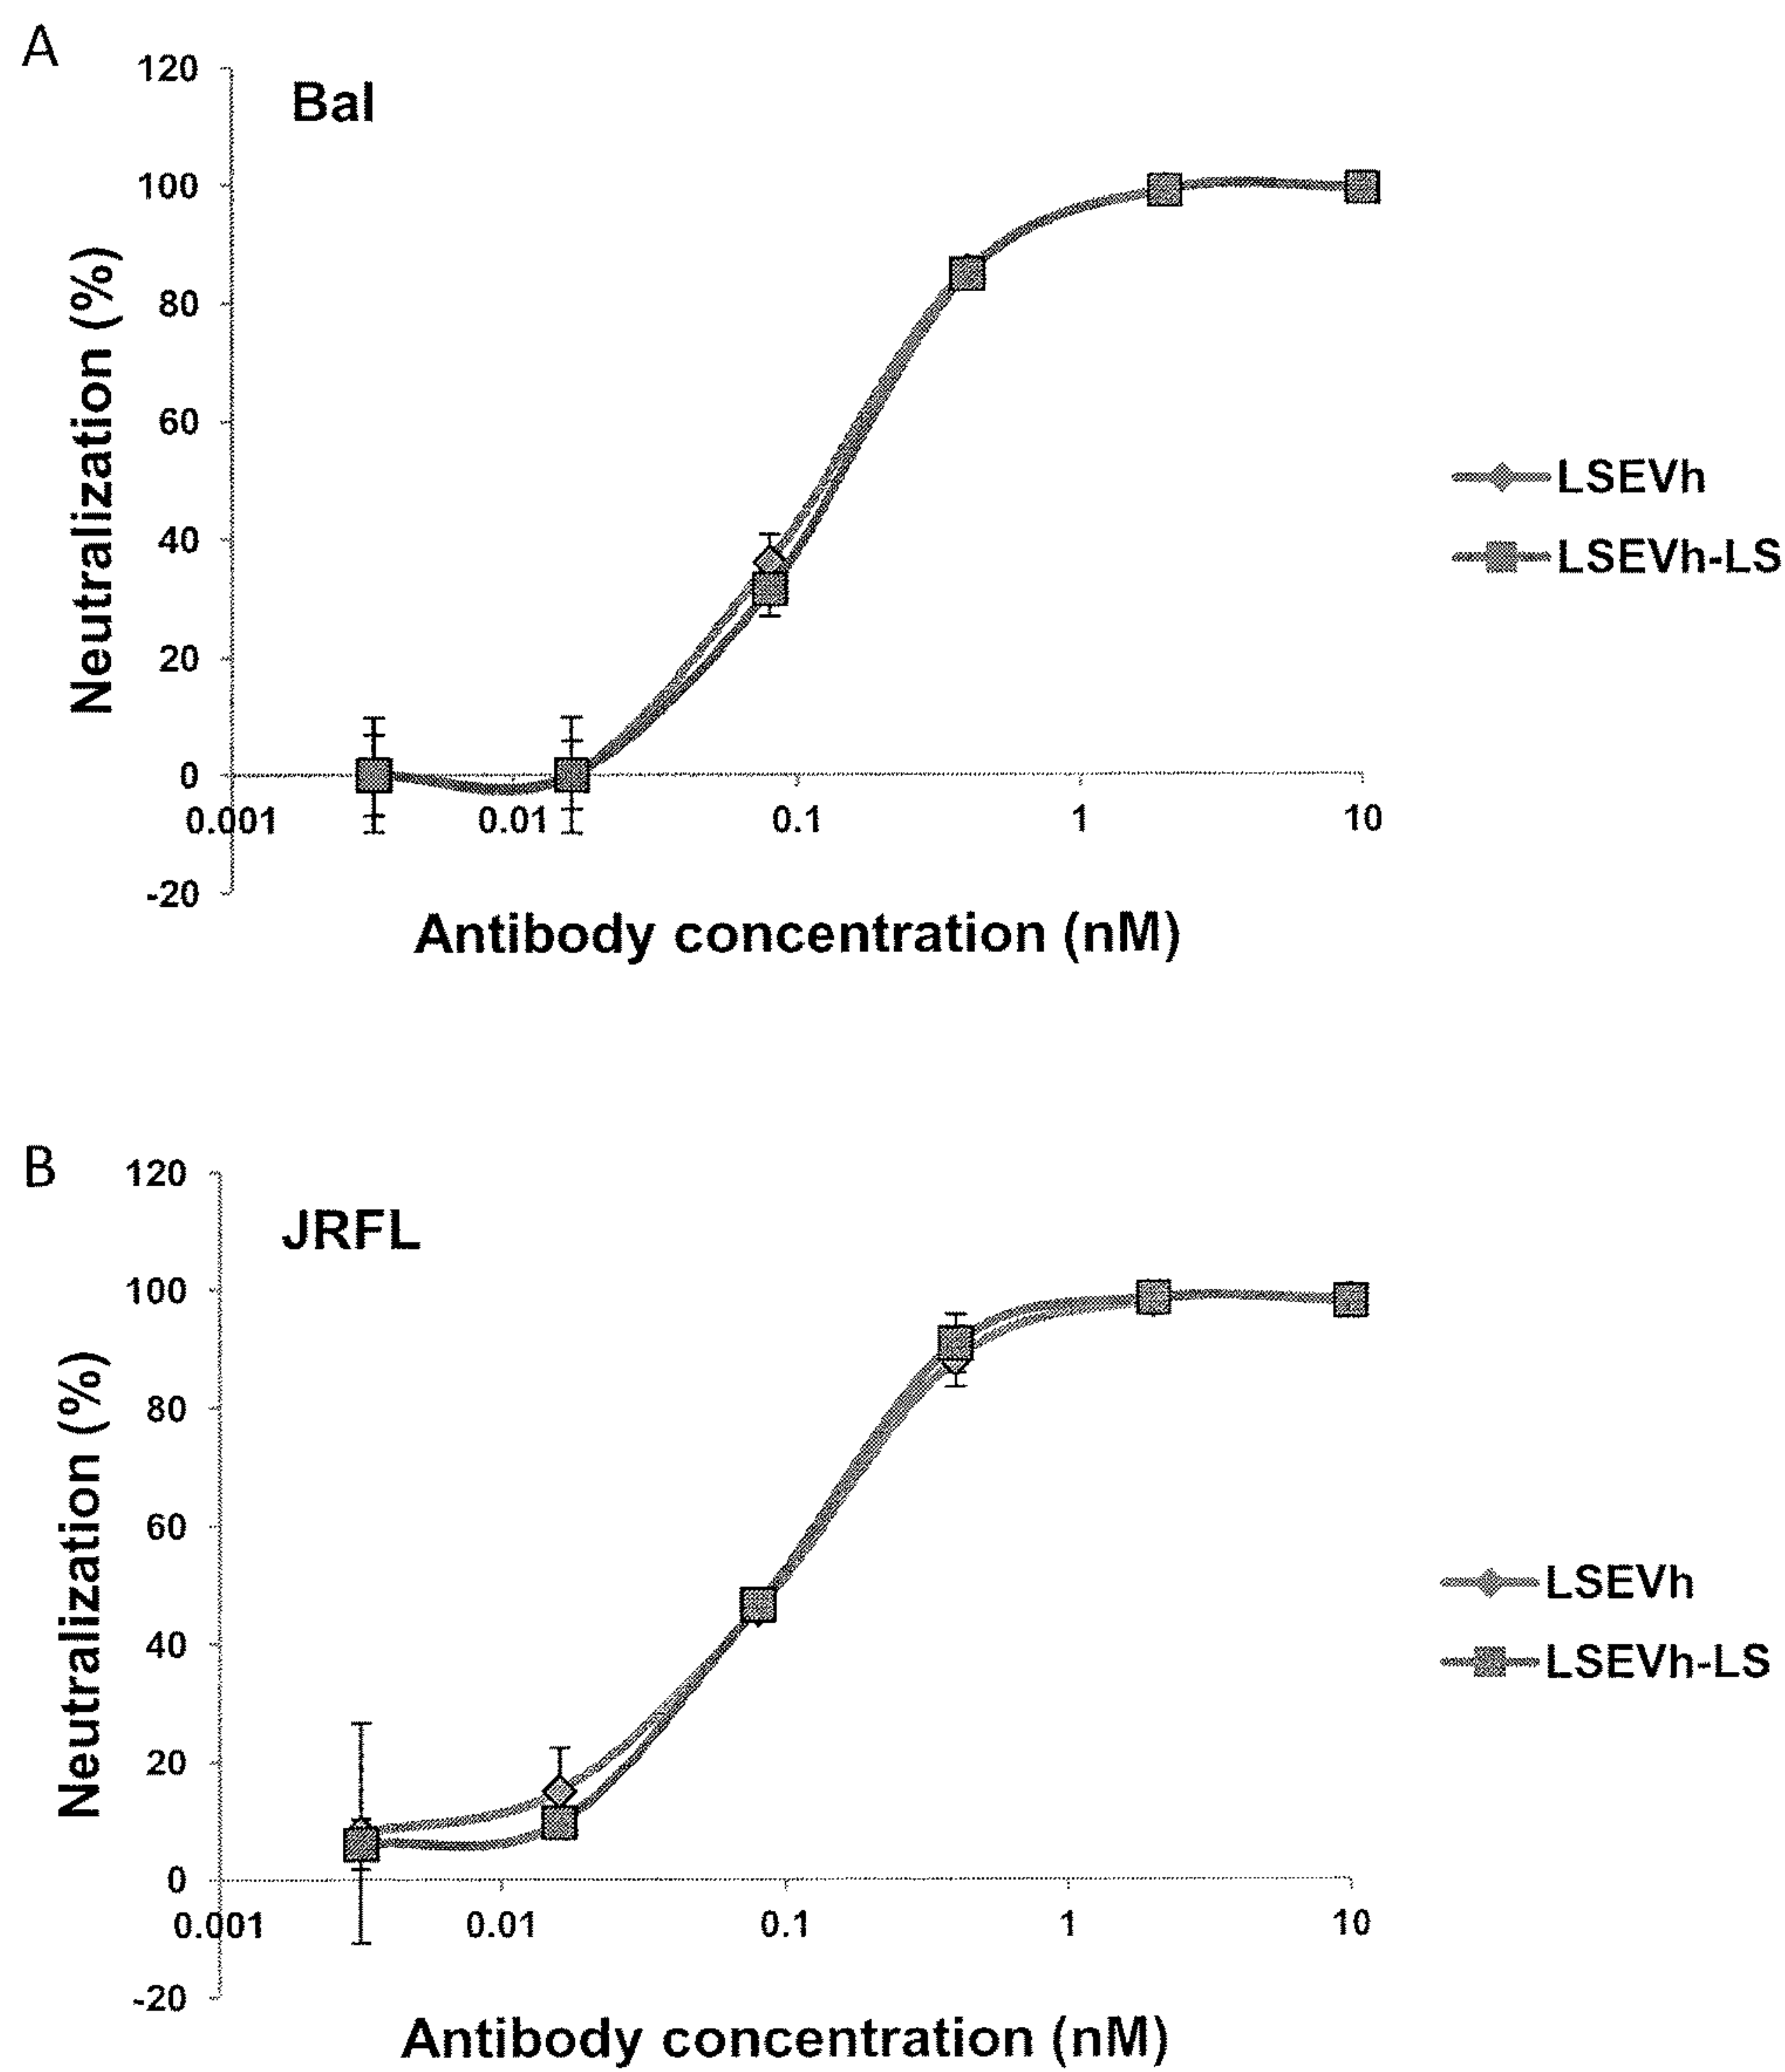 A
Bal
120
100
80
60
40
20
0
-20
Neutralization (%)
0.001 0.01 0.1 1 10
Antibody concentration (nM)
LSEVh
LSEVh-LS
B
JRFL
120
100
80
60
40
20
0
-20
Neutralization (%)
0.001 0.01 0.1 1 10
Antibody concentration (nM)
LSEVh
LSEVh-LS